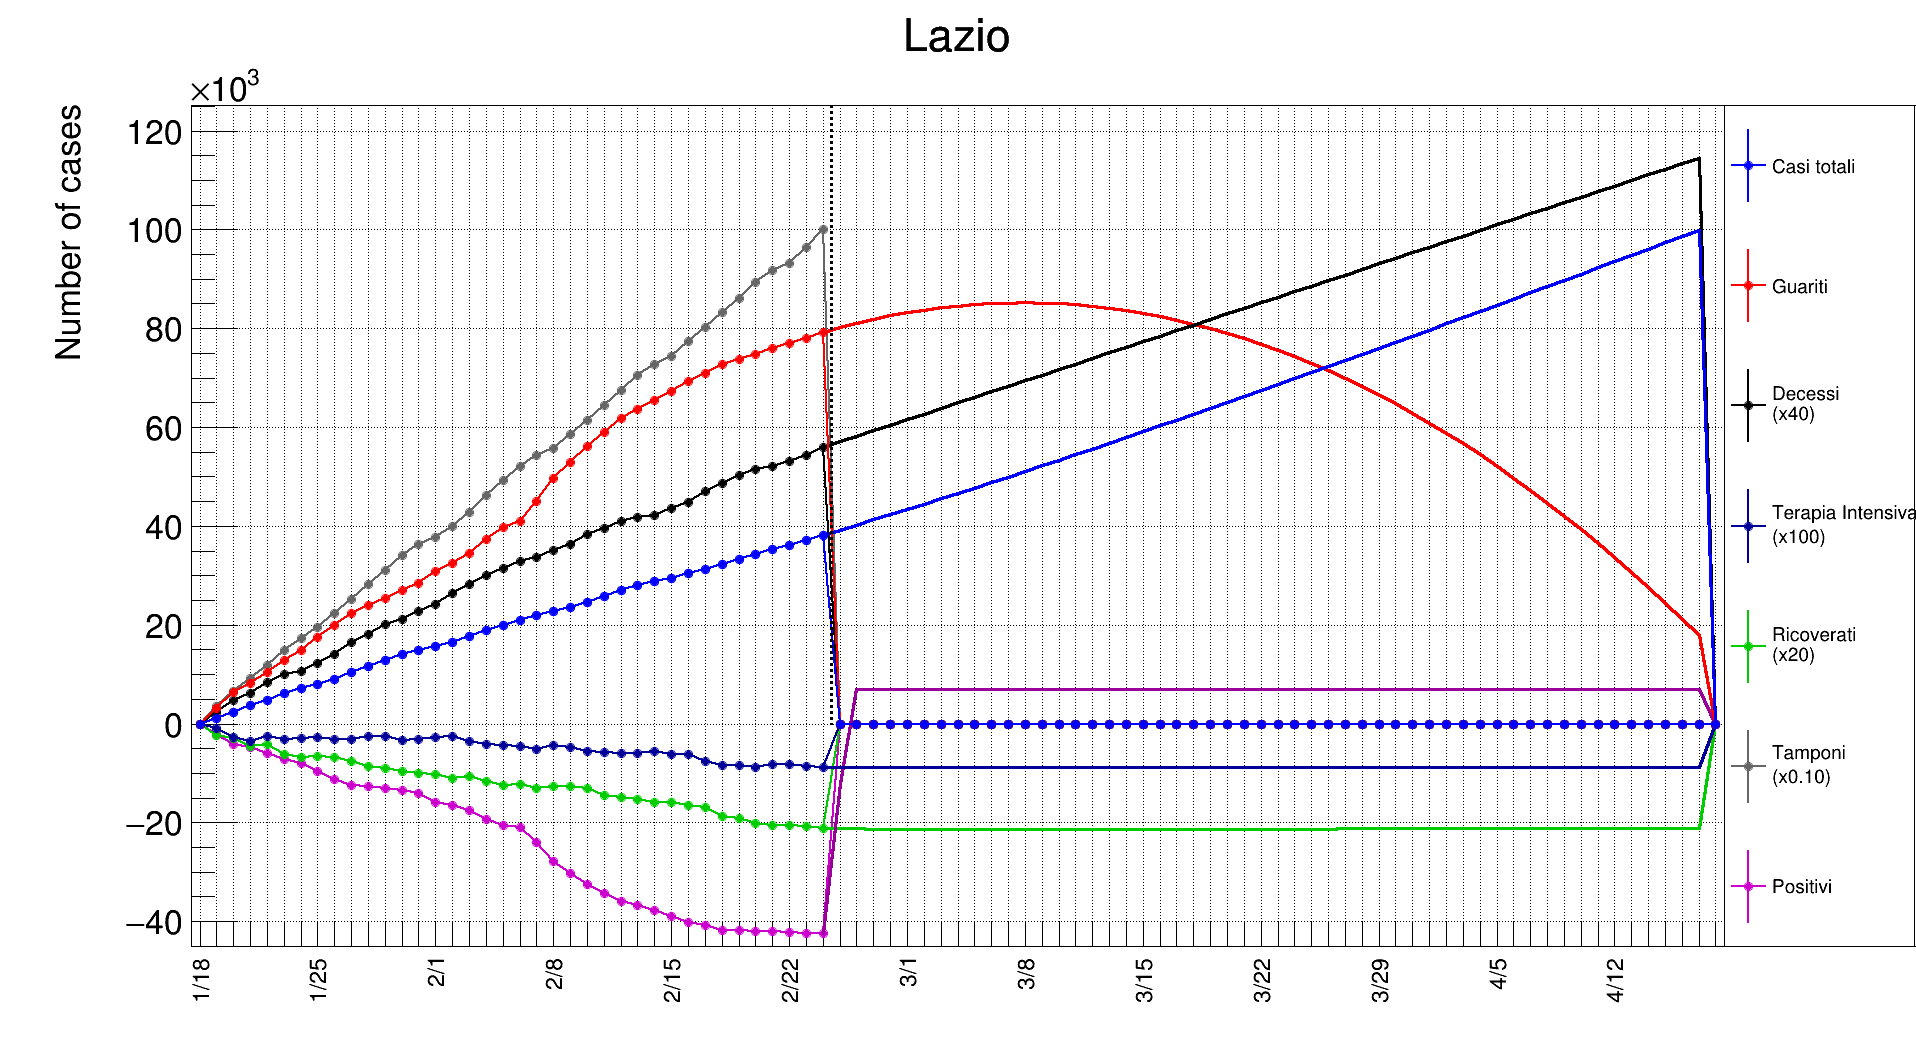 Lazio
×10³
Number of cases
120
100
80
60
40
20
0
−20
−40
1/18
1/25
2/1
2/8
2/15
2/22
3/1
3/8
3/15
3/22
3/29
4/5
4/12
Casi totali
Guariti
Decessi
(x40)
Terapia Intensiva
(x100)
Ricoverati
(x20)
Tamponi
(x0.10)
Positivi